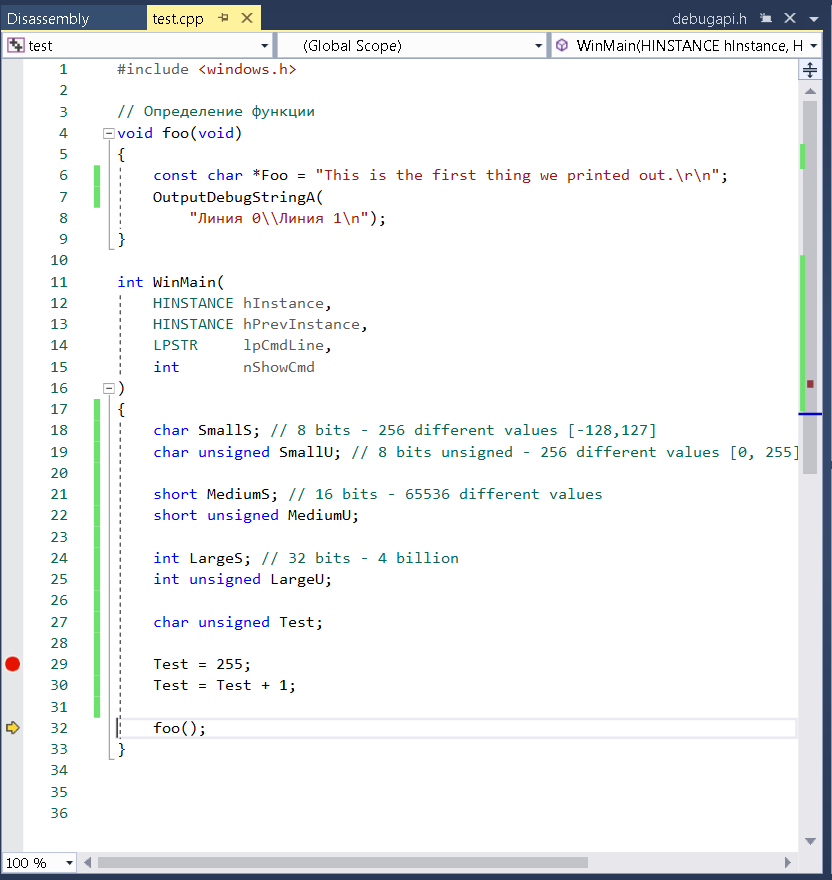 Disassembly test.cpp debugapi.h
test (Global Scope) WinMain(HINSTANCE hInstance, H
1 #include <windows.h>
2
3 // Определение функции
4 void foo(void)
5 {
6 const char *Foo = "This is the first thing we printed out.\r\n";
7 OutputDebugStringA(
8 "Линия 0\\Линия 1\n");
9 }
10
11 int WinMain(
12 HINSTANCE hInstance,
13 HINSTANCE hPrevInstance,
14 LPSTR lpCmdLine,
15 int nShowCmd
16 )
17 {
18 char SmallS; // 8 bits - 256 different values [-128,127]
19 char unsigned SmallU; // 8 bits unsigned - 256 different values [0, 255]
20
21 short MediumS; // 16 bits - 65536 different values
22 short unsigned MediumU;
23
24 int LargeS; // 32 bits - 4 billion
25 int unsigned LargeU;
26
27 char unsigned Test;
28
29 Test = 255;
30 Test = Test + 1;
31
32 foo();
33 }
34
35
36
100 %